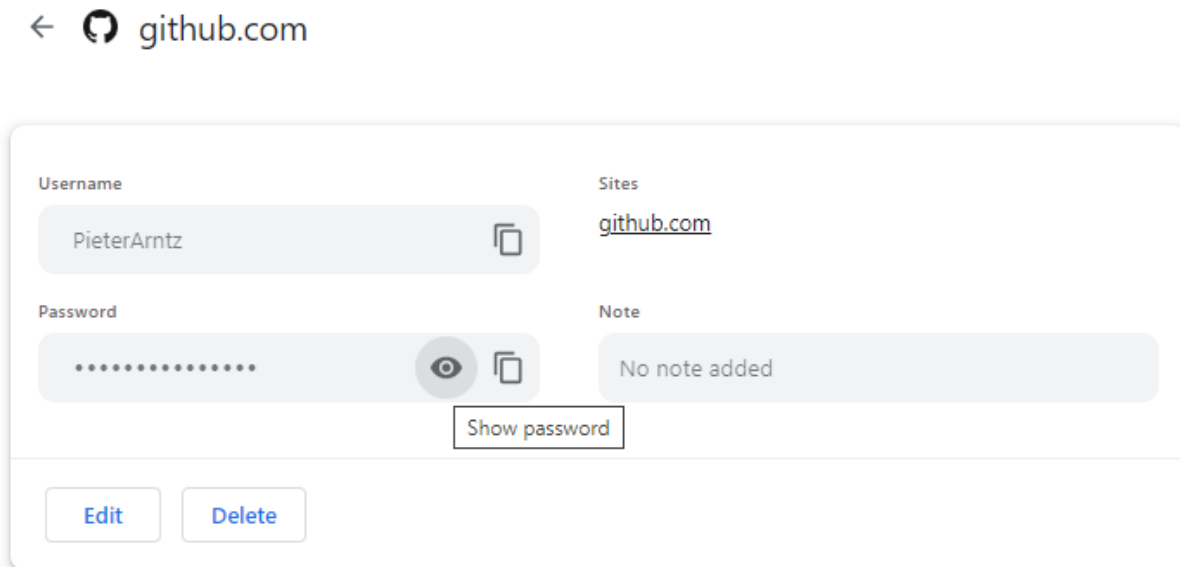 github.com
Username
PieterArntz
Sites
github.com
Password
•••••••••••••••
Note
No note added
Show password
Edit
Delete